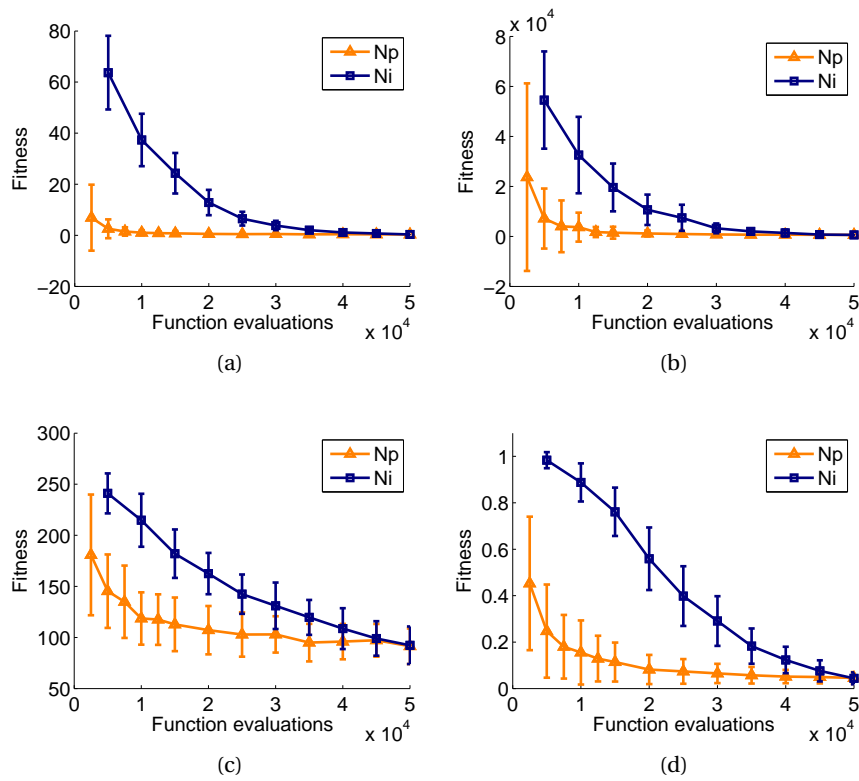 80
60
40
20
0
−20
Fitness
0 1 2 3 4 5
Function evaluations
x 10^4
Np
Ni
(a)
x 10^4
8
6
4
2
0
−2
Fitness
0 1 2 3 4 5
Function evaluations
x 10^4
Np
Ni
(b)
300
250
200
150
100
50
Fitness
0 1 2 3 4 5
Function evaluations
x 10^4
Np
Ni
(c)
1
0.8
0.6
0.4
0.2
0
Fitness
0 1 2 3 4 5
Function evaluations
x 10^4
Np
Ni
(d)